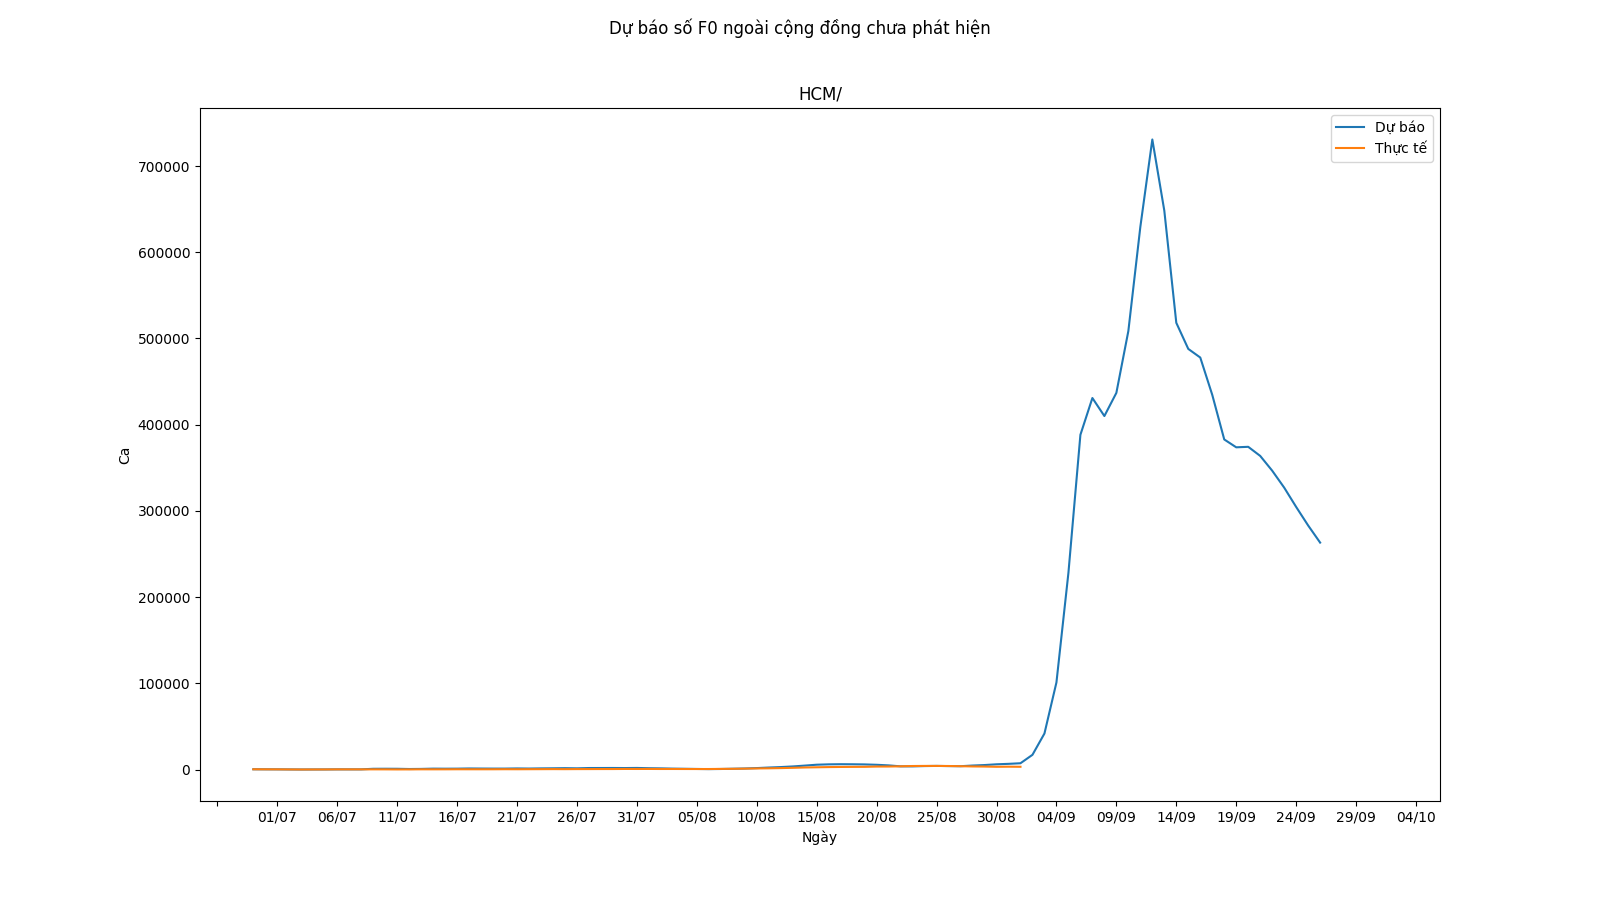 Dự báo số F0 ngoài cộng đồng chưa phát hiện
HCM/
Dự báo
Thực tế
700000
600000
500000
400000
300000
200000
100000
0
Ca
01/07 06/07 11/07 16/07 21/07 26/07 31/07 05/08 10/08 15/08 20/08 25/08 30/08 04/09 09/09 14/09 19/09 24/09 29/09 04/10
Ngày